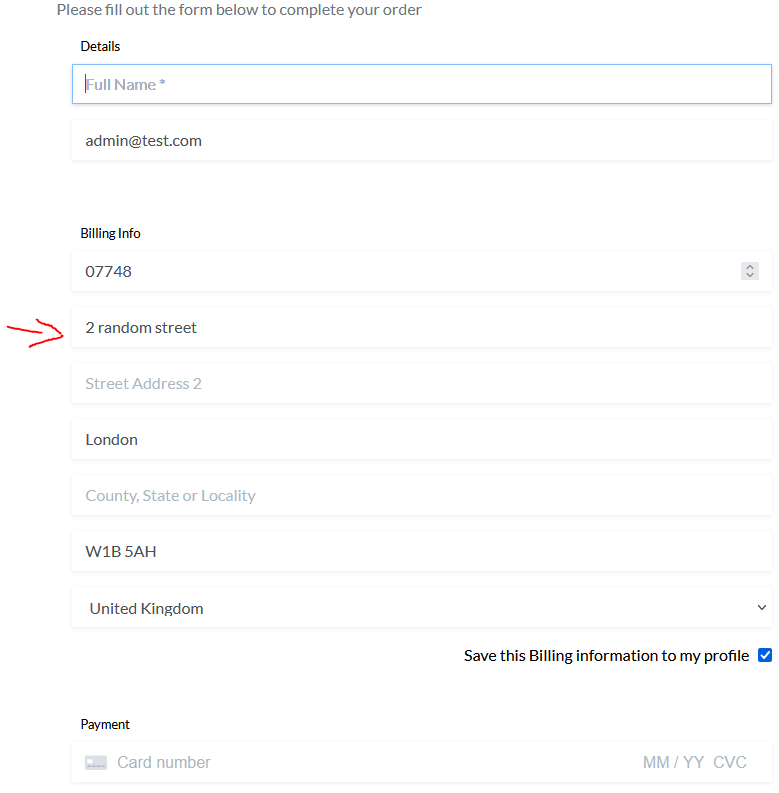 Please fill out the form below to complete your order
Details
Full Name *
admin@test.com
Billing Info
07748
2 random street
Street Address 2
London
County, State or Locality
W1B 5AH
United Kingdom
Save this Billing information to my profile
Payment
Card number MM / YY CVC